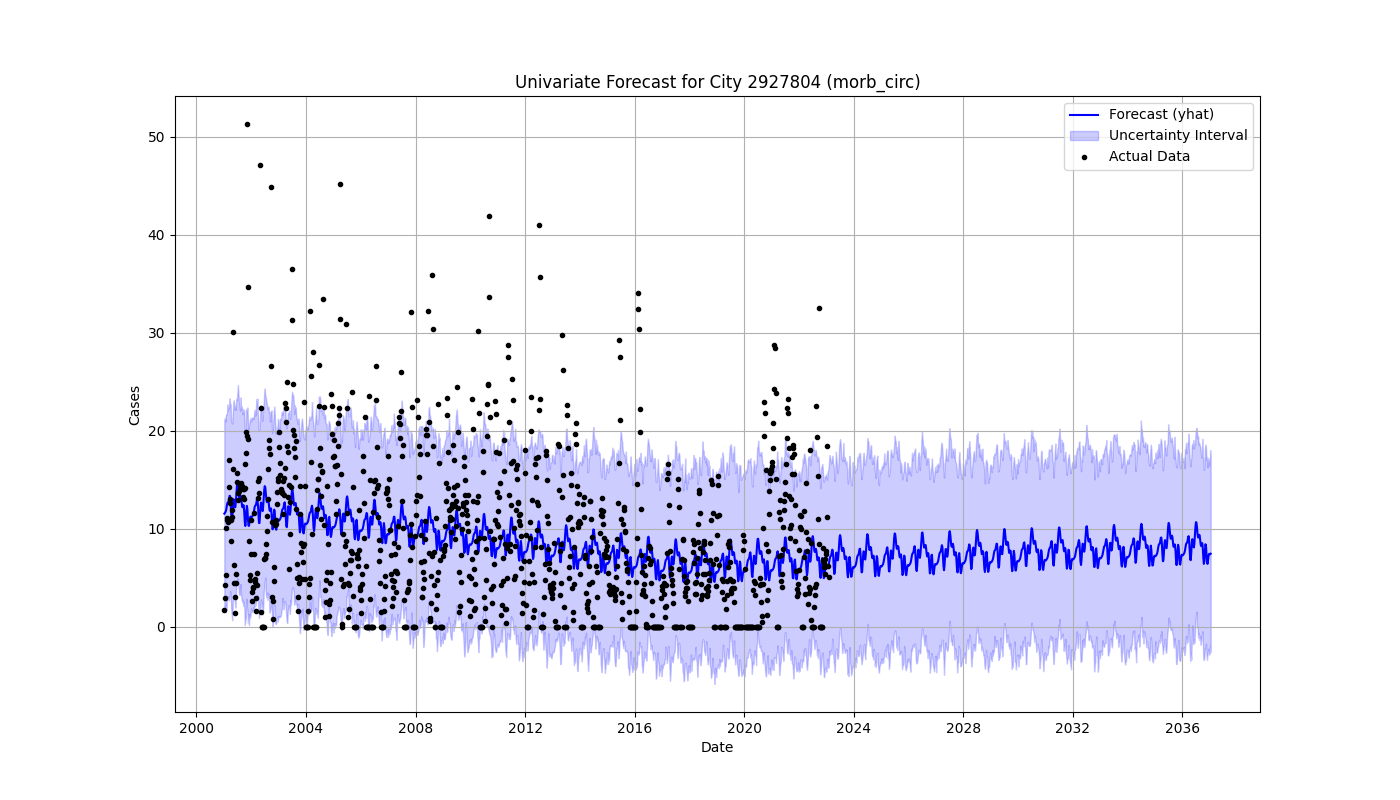 Univariate Forecast for City 2927804 (morb_circ)
Forecast (yhat)
Uncertainty Interval
Actual Data
Cases
50
40
30
20
10
0
2000 2004 2008 2012 2016 2020 2024 2028 2032 2036
Date